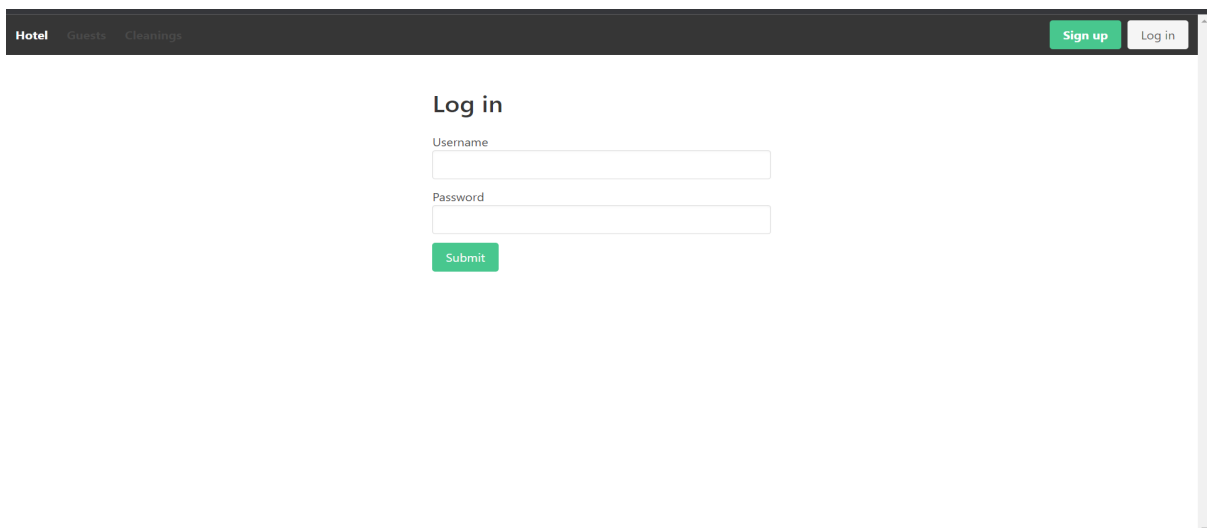 Hotel Guests Cleanings Sign up Log in
Log in
Username
Password
Submit